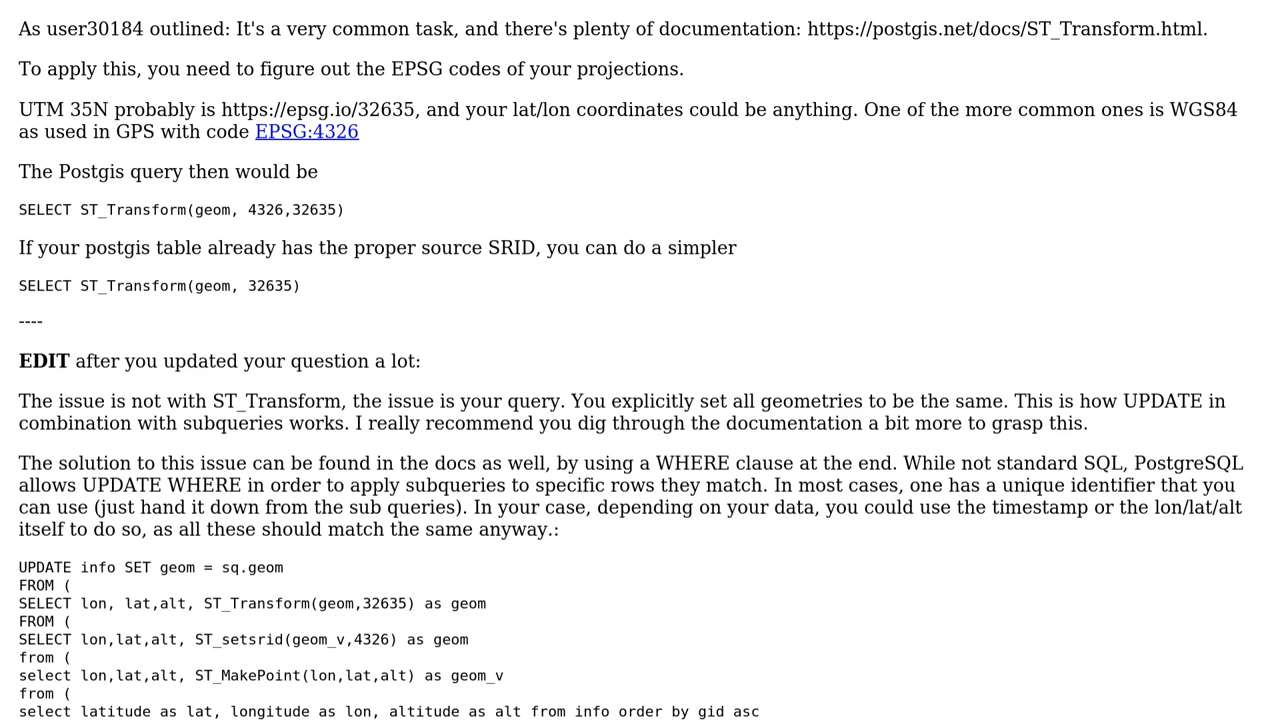 As user30184 outlined: It's a very common task, and there's plenty of documentation: https://postgis.net/docs/ST_Transform.html.
To apply this, you need to figure out the EPSG codes of your projections.
UTM 35N probably is https://epsg.io/32635, and your lat/lon coordinates could be anything. One of the more common ones is WGS84
as used in GPS with code EPSG:4326
The Postgis query then would be
SELECT ST_Transform(geom, 4326,32635)
If your postgis table already has the proper source SRID, you can do a simpler
SELECT ST_Transform(geom, 32635)
----
EDIT after you updated your question a lot:
The issue is not with ST_Transform, the issue is your query. You explicitly set all geometries to be the same. This is how UPDATE in
combination with subqueries works. I really recommend you dig through the documentation a bit more to grasp this.
The solution to this issue can be found in the docs as well, by using a WHERE clause at the end. While not standard SQL, PostgreSQL
allows UPDATE WHERE in order to apply subqueries to specific rows they match. In most cases, one has a unique identifier that you
can use (just hand it down from the sub queries). In your case, depending on your data, you could use the timestamp or the lon/lat/alt
itself to do so, as all these should match the same anyway.:
UPDATE info SET geom = sq.geom
FROM (
SELECT lon, lat,alt, ST_Transform(geom,32635) as geom
FROM (
SELECT lon,lat,alt, ST_setsrid(geom_v,4326) as geom
from (
select lon,lat,alt, ST_MakePoint(lon,lat,alt) as geom_v
from (
select latitude as lat, longitude as lon, altitude as alt from info order by gid asc